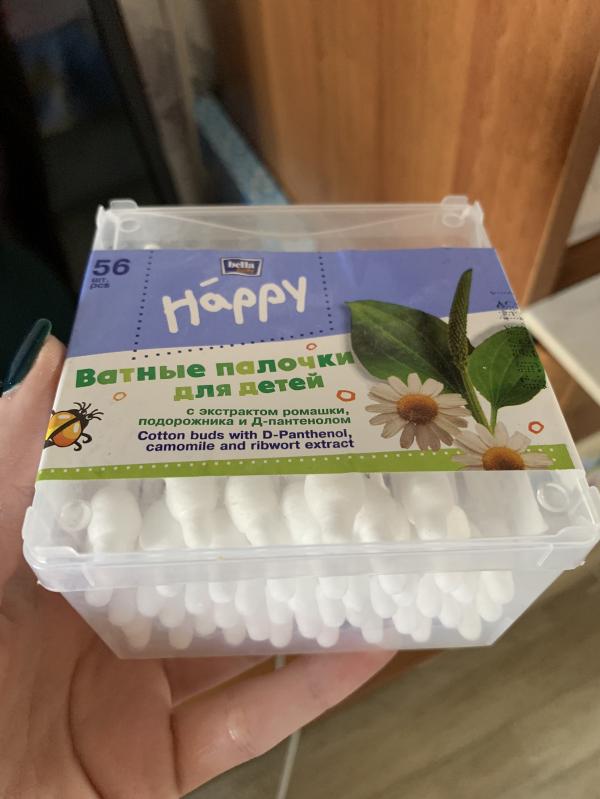 56
шт.
pcs
bella
Happy
Ватные палочки
для детей
с экстрактом ромашки,
подорожника и Д-пантенолом
Cotton buds with D-Panthenol,
camomile and ribwort extract